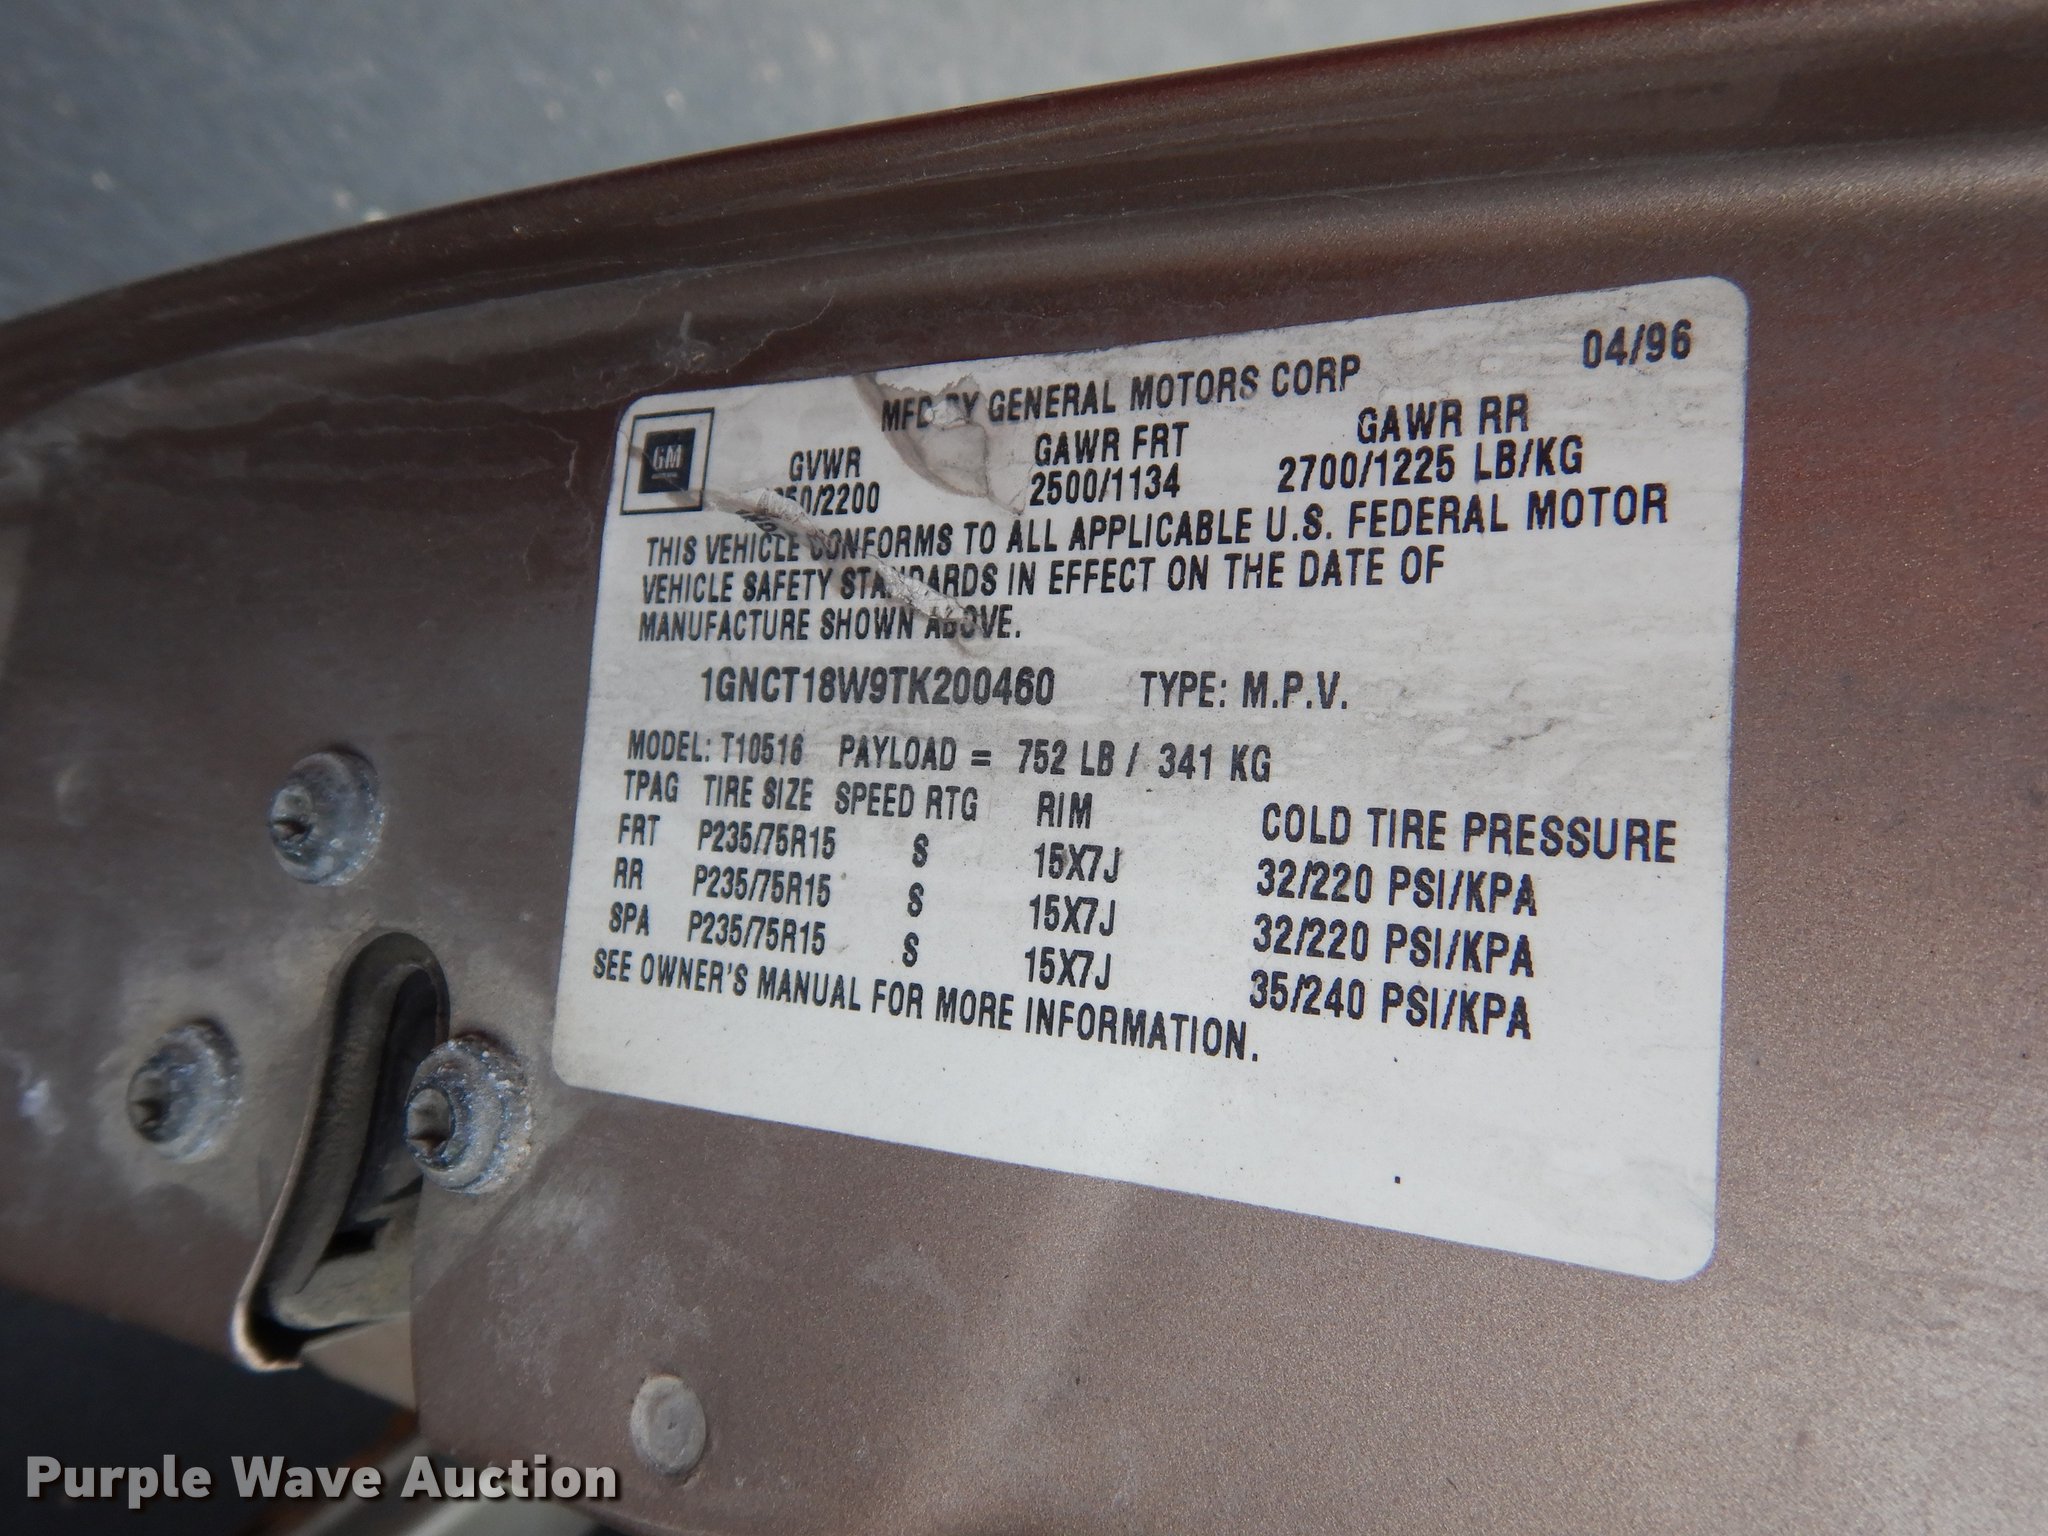 04/96
MFD BY GENERAL MOTORS CORP
GM
GVWR GAWR FRT GAWR RR
50/2200 2500/1134 2700/1225 LB/KG
THIS VEHICLE CONFORMS TO ALL APPLICABLE U.S. FEDERAL MOTOR
VEHICLE SAFETY STANDARDS IN EFFECT ON THE DATE OF
MANUFACTURE SHOWN ABOVE.
1GNCT18W9TK200460 TYPE: M.P.V.
MODEL: T10516 PAYLOAD = 752 LB / 341 KG
TPAG TIRE SIZE SPEED RTG RIM COLD TIRE PRESSURE
FRT P235/75R15 S 15X7J 32/220 PSI/KPA
RR P235/75R15 S 15X7J 32/220 PSI/KPA
SPA P235/75R15 S 15X7J 35/240 PSI/KPA
SEE OWNER'S MANUAL FOR MORE INFORMATION.
Purple Wave Auction